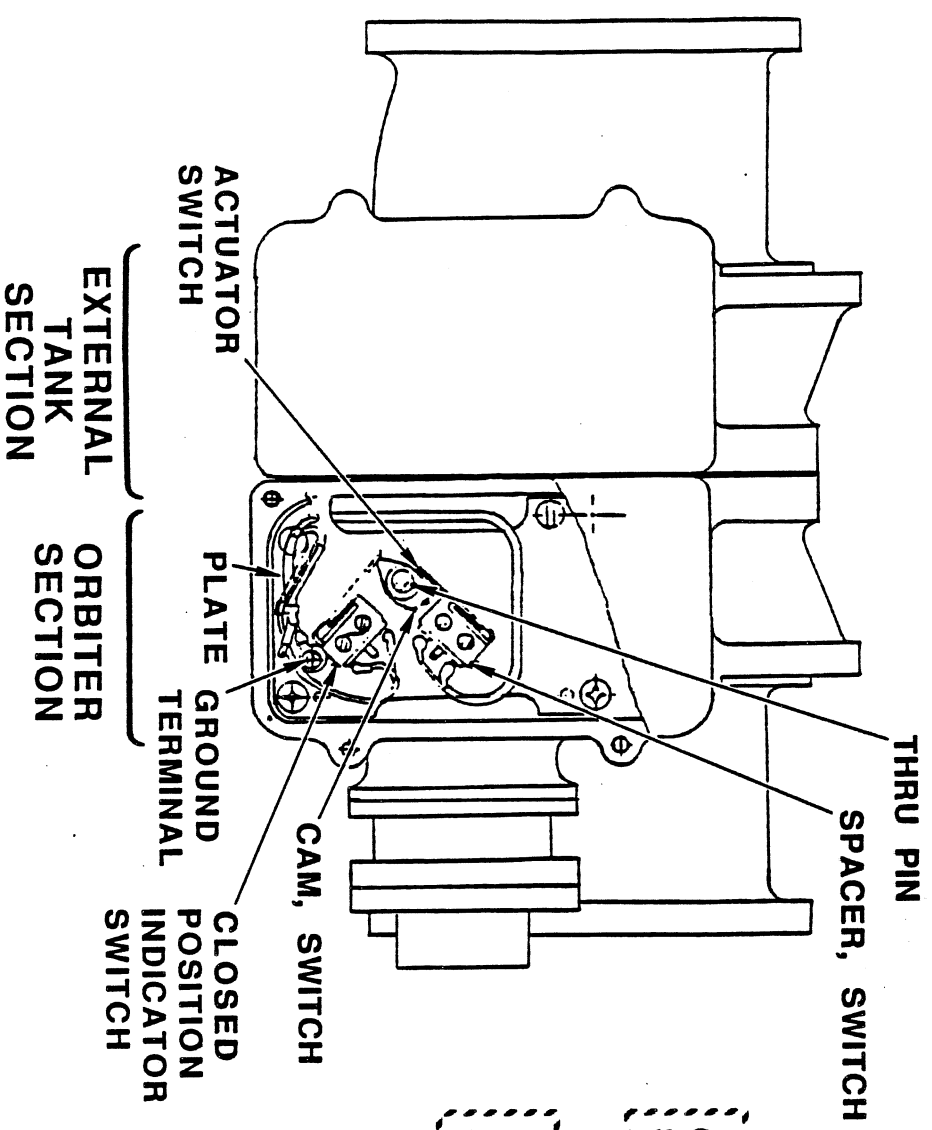 THRU PIN
SPACER, SWITCH
ACTUATOR
SWITCH
CAM, SWITCH
CLOSED
POSITION
INDICATOR
SWITCH
GROUND
TERMINAL
PLATE
EXTERNAL
TANK
SECTION
ORBITER
SECTION